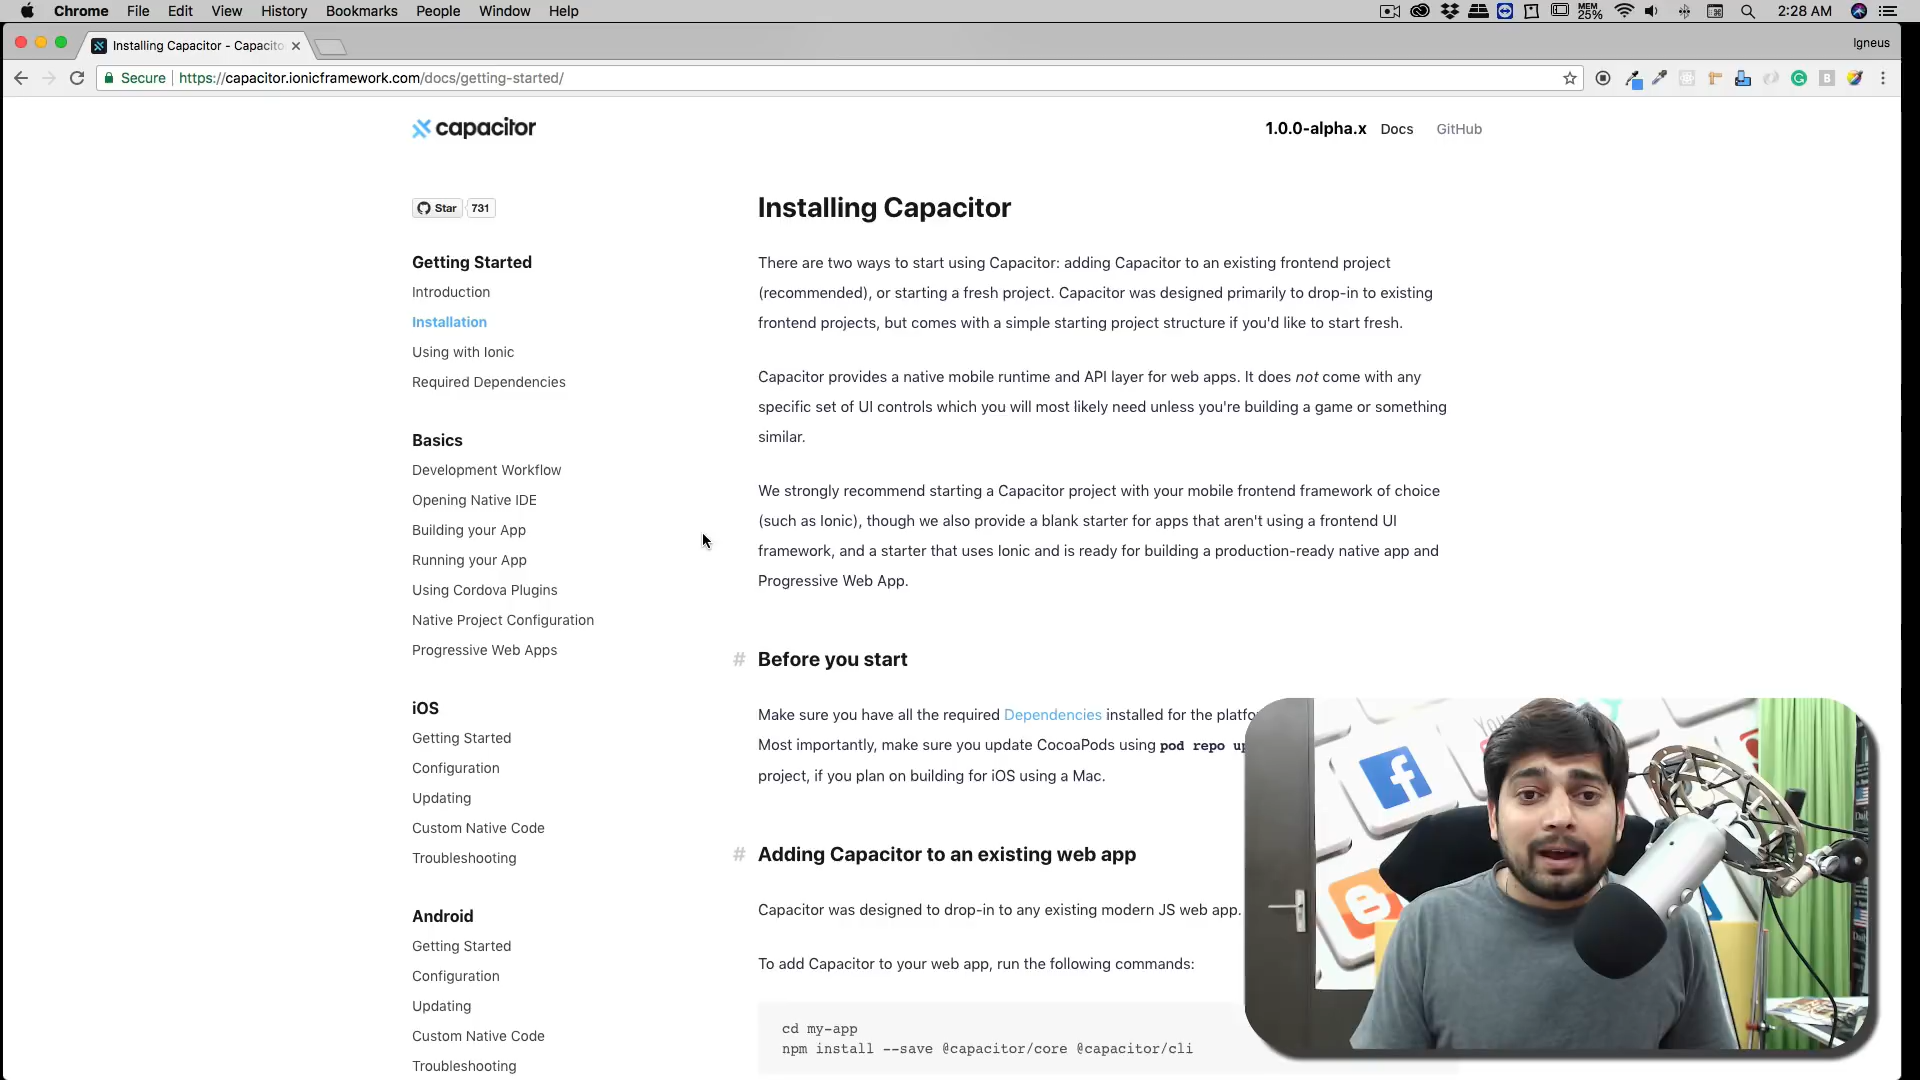 Chrome File Edit View History Bookmarks People Window Help
MEM 25% 2:28 AM
Installing Capacitor - Capacito
Igneus
Secure https://capacitor.ionicframework.com/docs/getting-started/
capacitor
1.0.0-alpha.x Docs GitHub
Star 731
Getting Started
Introduction
Installation
Using with Ionic
Required Dependencies
Basics
Development Workflow
Opening Native IDE
Building your App
Running your App
Using Cordova Plugins
Native Project Configuration
Progressive Web Apps
iOS
Getting Started
Configuration
Updating
Custom Native Code
Troubleshooting
Android
Getting Started
Configuration
Updating
Custom Native Code
Troubleshooting
Installing Capacitor
There are two ways to start using Capacitor: adding Capacitor to an existing frontend project
(recommended), or starting a fresh project. Capacitor was designed primarily to drop-in to existing
frontend projects, but comes with a simple starting project structure if you'd like to start fresh.
Capacitor provides a native mobile runtime and API layer for web apps. It does not come with any
specific set of UI controls which you will most likely need unless you're building a game or something
similar.
We strongly recommend starting a Capacitor project with your mobile frontend framework of choice
(such as Ionic), though we also provide a blank starter for apps that aren't using a frontend UI
framework, and a starter that uses Ionic and is ready for building a production-ready native app and
Progressive Web App.
# Before you start
Make sure you have all the required Dependencies installed for the platfo
Most importantly, make sure you update CocoaPods using pod repo up
project, if you plan on building for iOS using a Mac.
# Adding Capacitor to an existing web app
Capacitor was designed to drop-in to any existing modern JS web app.
To add Capacitor to your web app, run the following commands:
cd my-app
npm install --save @capacitor/core @capacitor/cli